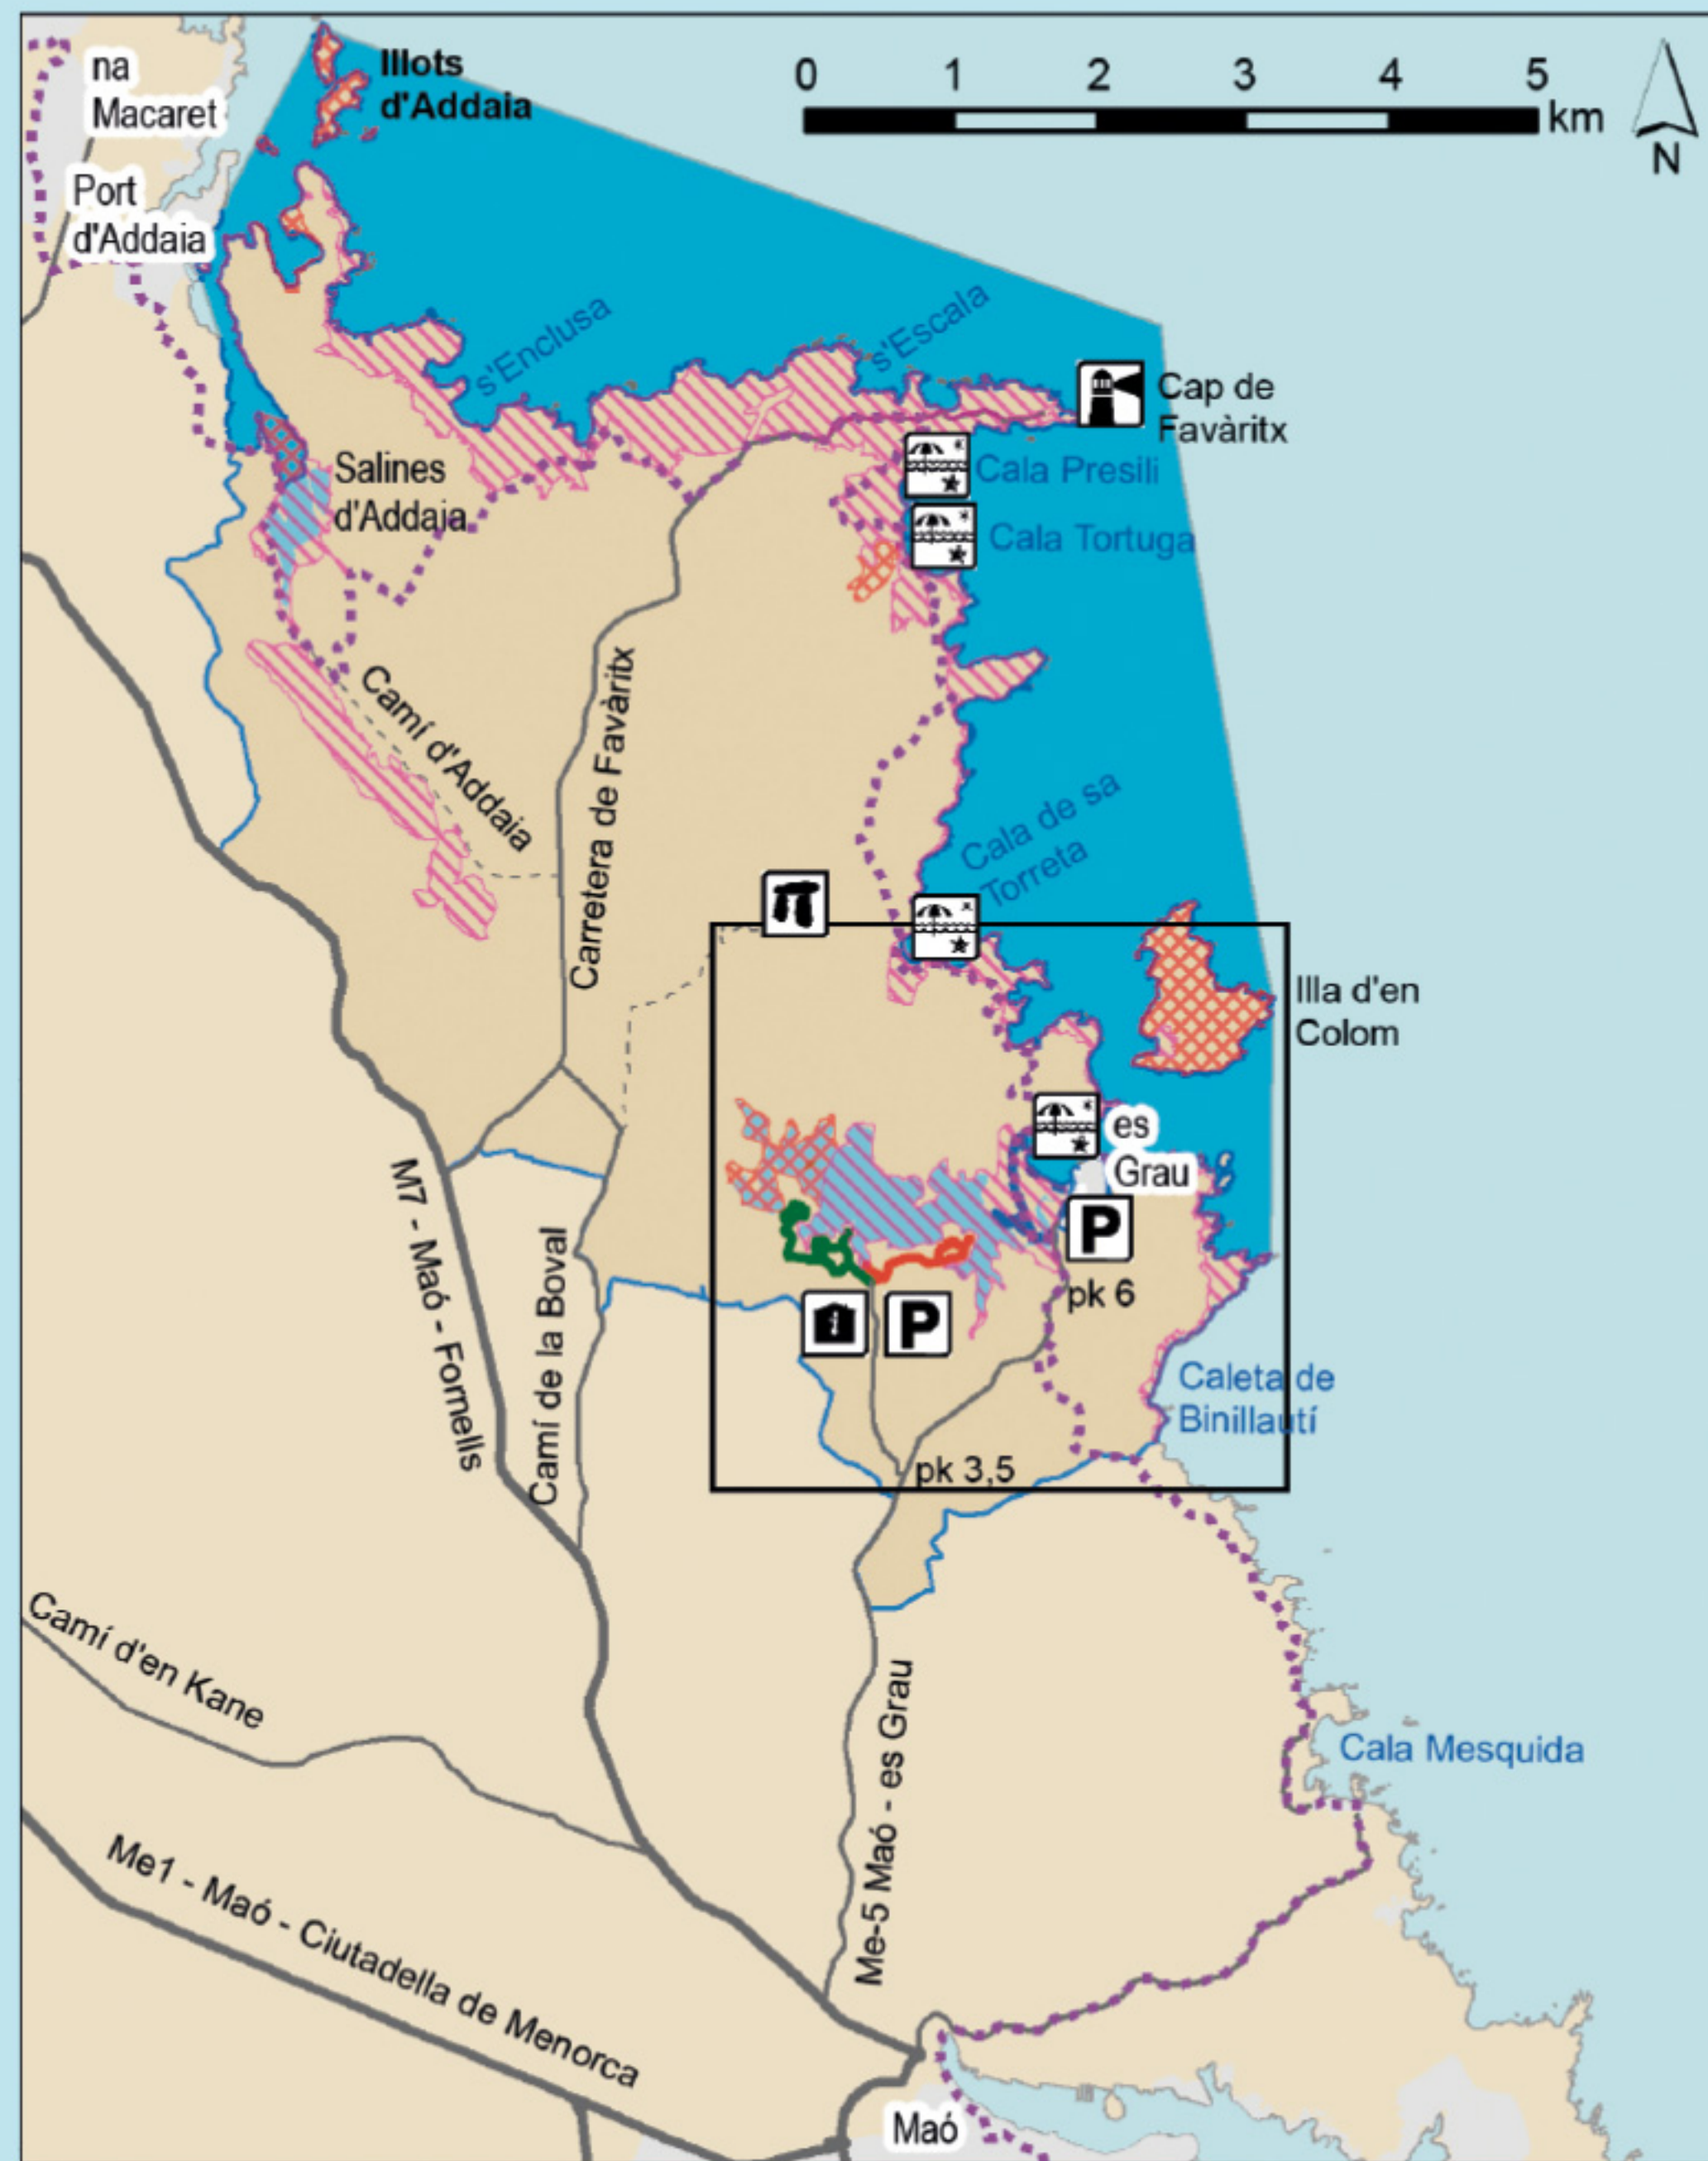 na
Macaret
Illots
d'Addaia
0 1 2 3 4 5
km
N
Port
d'Addaia
s'Enclusa
s'Escala
Cap de
Favàritx
Cala Presili
Salines
d'Addaia
Cala Tortuga
Camí d'Addaia
Carretera de Favàritx
Cala de sa
Torreta
Illa d'en
Colom
es
Grau
P
pk 6
P
M7 - Maó - Fornells
Camí de la Boval
Caleta de
Binillautí
pk 3,5
Camí d'en Kane
Me-5 Maó - es Grau
Cala Mesquida
Me1 - Maó - Ciutadella de Menorca
Maó